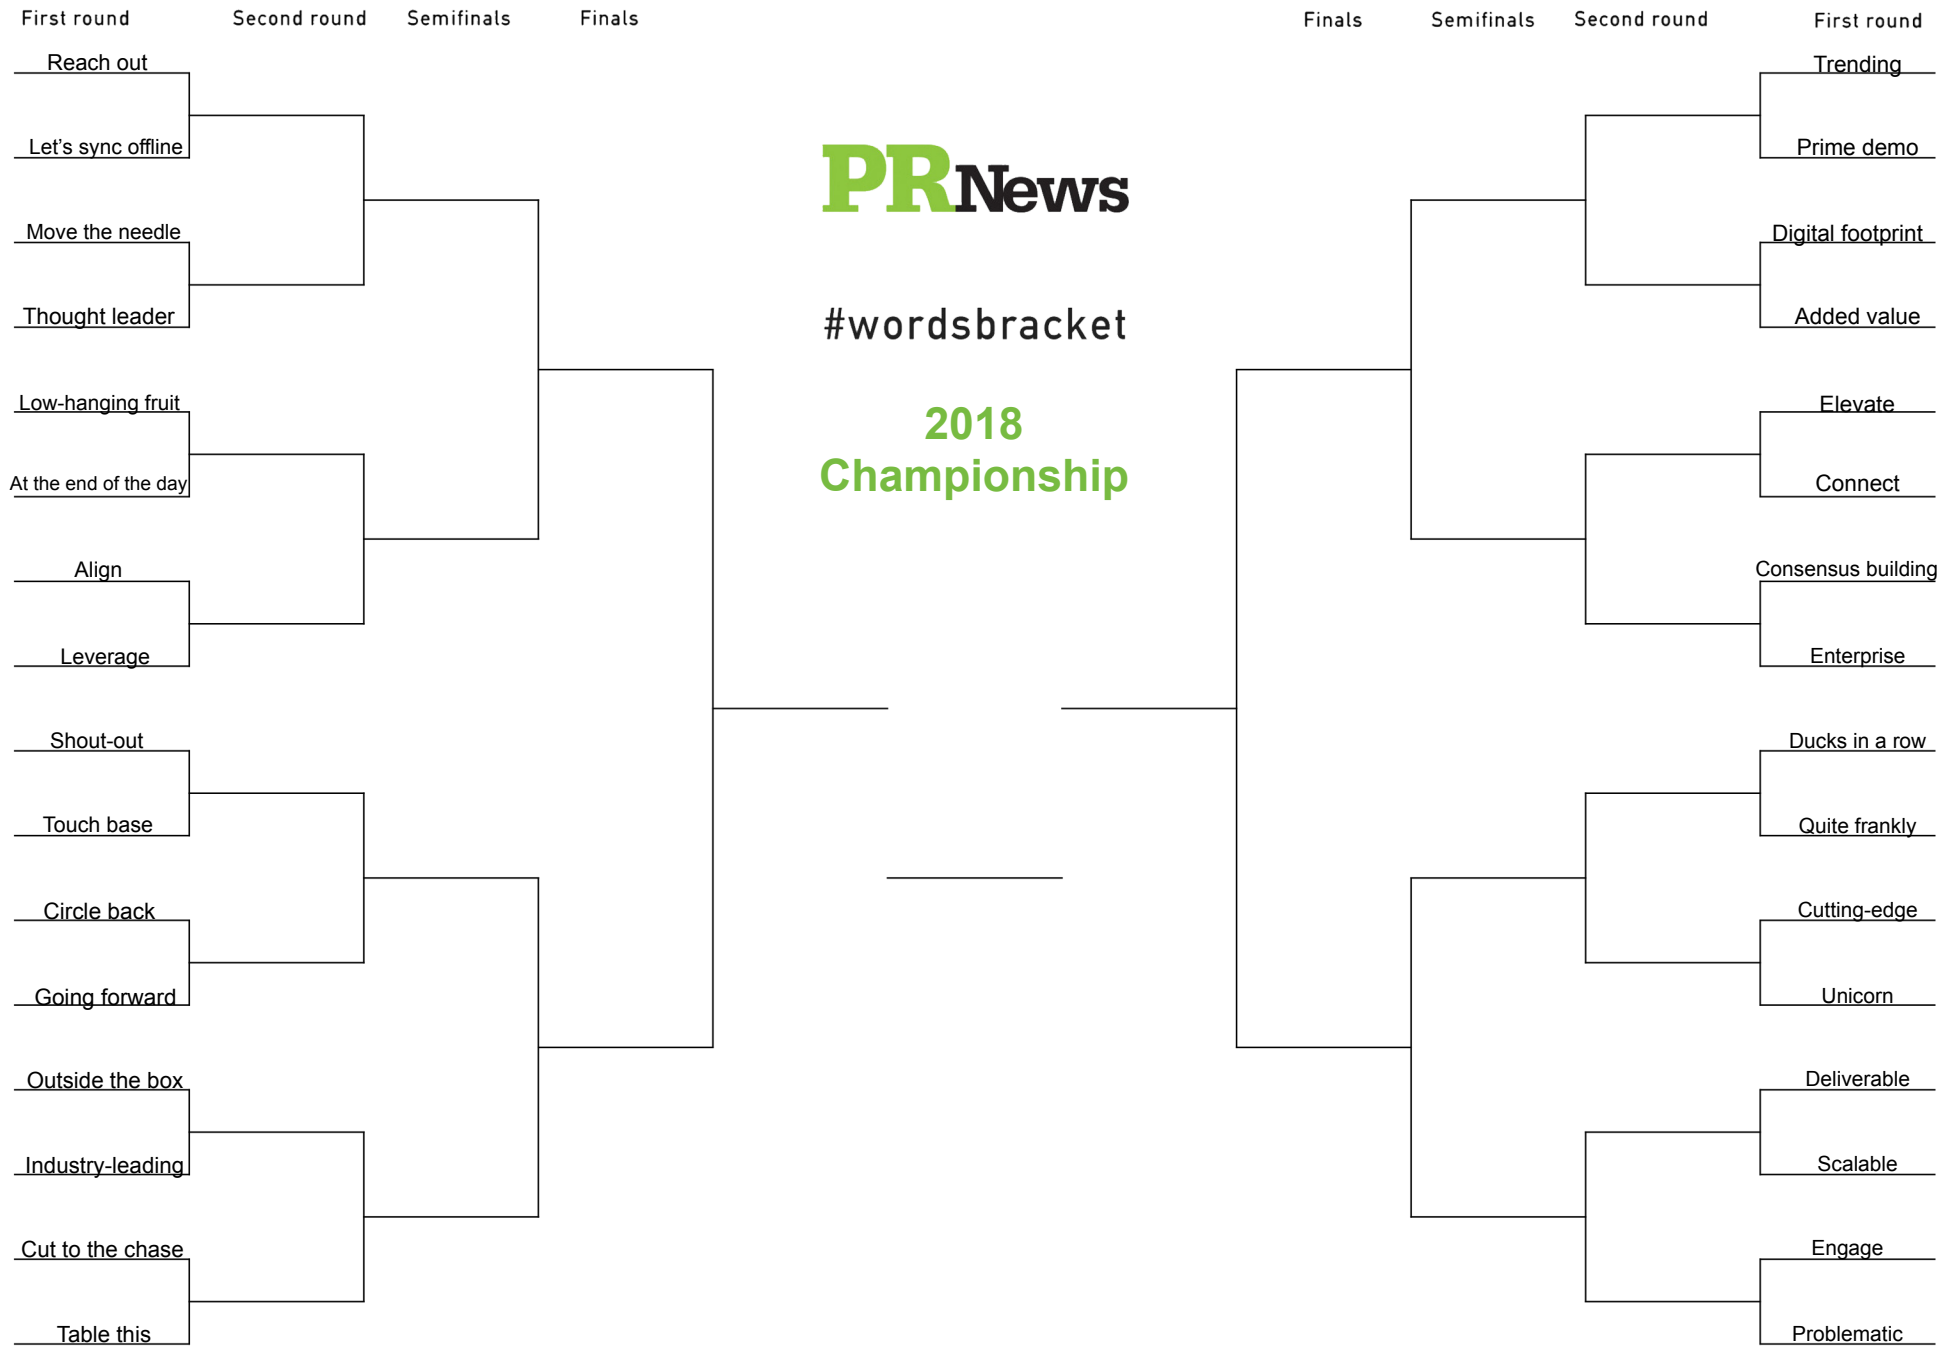 First round Second round Semifinals Finals
Finals Semifinals Second round First round
Reach out
Let's sync offline
Move the needle
Thought leader
Low-hanging fruit
At the end of the day
Align
Leverage
Shout-out
Touch base
Circle back
Going forward
Outside the box
Industry-leading
Cut to the chase
Table this
PRNews
#wordsbracket
2018
Championship
Trending
Prime demo
Digital footprint
Added value
Elevate
Connect
Consensus building
Enterprise
Ducks in a row
Quite frankly
Cutting-edge
Unicorn
Deliverable
Scalable
Engage
Problematic